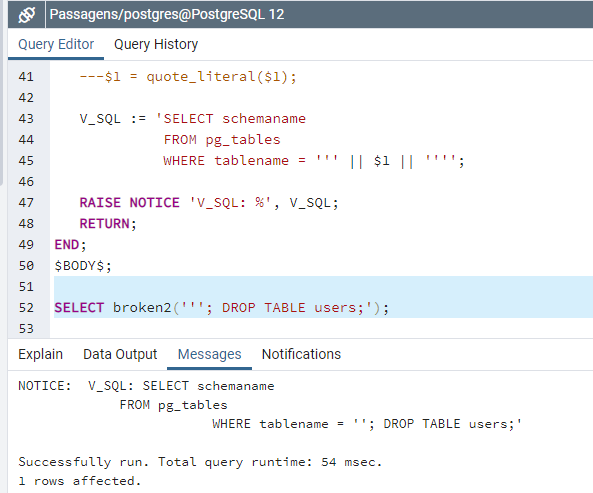 Passagens/postgres@PostgreSQL 12
Query Editor Query History
41 ---$1 = quote_literal($1);
42
43 V_SQL := 'SELECT schemaname
44 FROM pg_tables
45 WHERE tablename = ''' || $1 || '''';
46
47 RAISE NOTICE 'V_SQL: %', V_SQL;
48 RETURN;
49 END;
50 $BODY$;
51
52 SELECT broken2('''; DROP TABLE users;');
53
Explain Data Output Messages Notifications
NOTICE:  V_SQL: SELECT schemaname
FROM pg_tables
WHERE tablename = ''; DROP TABLE users;'
Successfully run. Total query runtime: 54 msec.
1 rows affected.